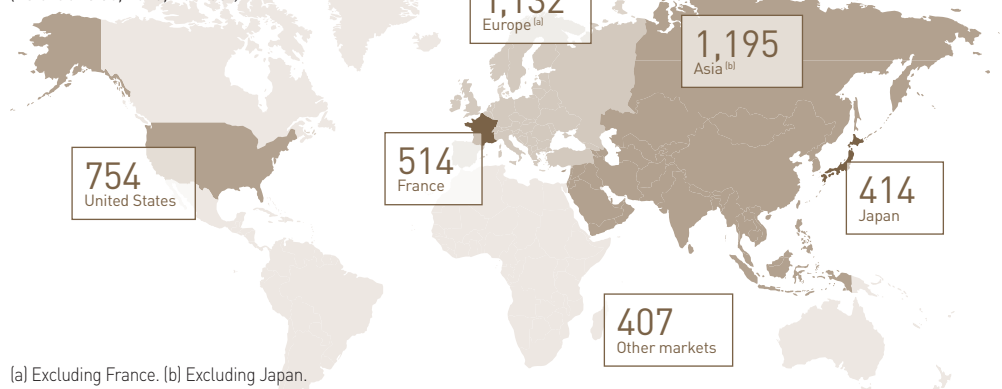 1,132
Europe (a)
1,195
Asia (b)
754
United States
514
France
414
Japan
407
Other markets
(a) Excluding France. (b) Excluding Japan.